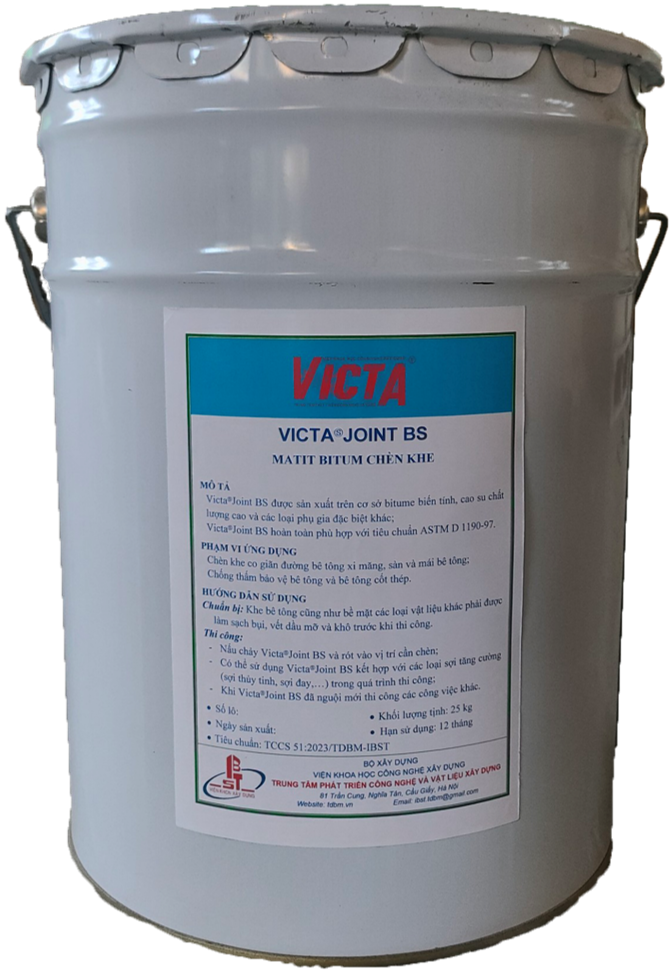 VICTA®
VICTA®JOINT BS
MATIT BITUM CHÈN KHE
MÔ TẢ
Victa®Joint BS được sản xuất trên cơ sở bitume biến tính, cao su chất
lượng cao và các loại phụ gia đặc biệt khác;
Victa®Joint BS hoàn toàn phù hợp với tiêu chuẩn ASTM D 1190-97.
PHẠM VI ỨNG DỤNG
Chèn khe co giãn đường bê tông xi măng, sàn và mái bê tông;
Chống thấm bảo vệ bê tông và bê tông cốt thép.
HƯỚNG DẪN SỬ DỤNG
Chuẩn bị: Khe bê tông cũng như bề mặt các loại vật liệu khác phải được
làm sạch bụi, vết dầu mỡ và khô trước khi thi công.
Thi công:
- Nấu chảy Victa®Joint BS và rót vào vị trí cần chèn;
- Có thể sử dụng Victa®Joint BS kết hợp với các loại sợi tăng cường
(sợi thủy tinh, sợi đay,…) trong quá trình thi công;
- Khi Victa®Joint BS đã nguội mới thi công các công việc khác.
• Số lô: • Khối lượng tịnh: 25 kg
• Ngày sản xuất: • Hạn sử dụng: 12 tháng
• Tiêu chuẩn: TCCS 51:2023/TDBM-IBST
BỘ XÂY DỰNG
VIỆN KHOA HỌC CÔNG NGHỆ XÂY DỰNG
TRUNG TÂM PHÁT TRIỂN CÔNG NGHỆ VÀ VẬT LIỆU XÂY DỰNG
81 Trần Cung, Nghĩa Tân, Cầu Giấy, Hà Nội
Website: tdbm.vn Email: ibst.tdbm@gmail.com
IBST
VIỆN KHCN XÂY DỰNG